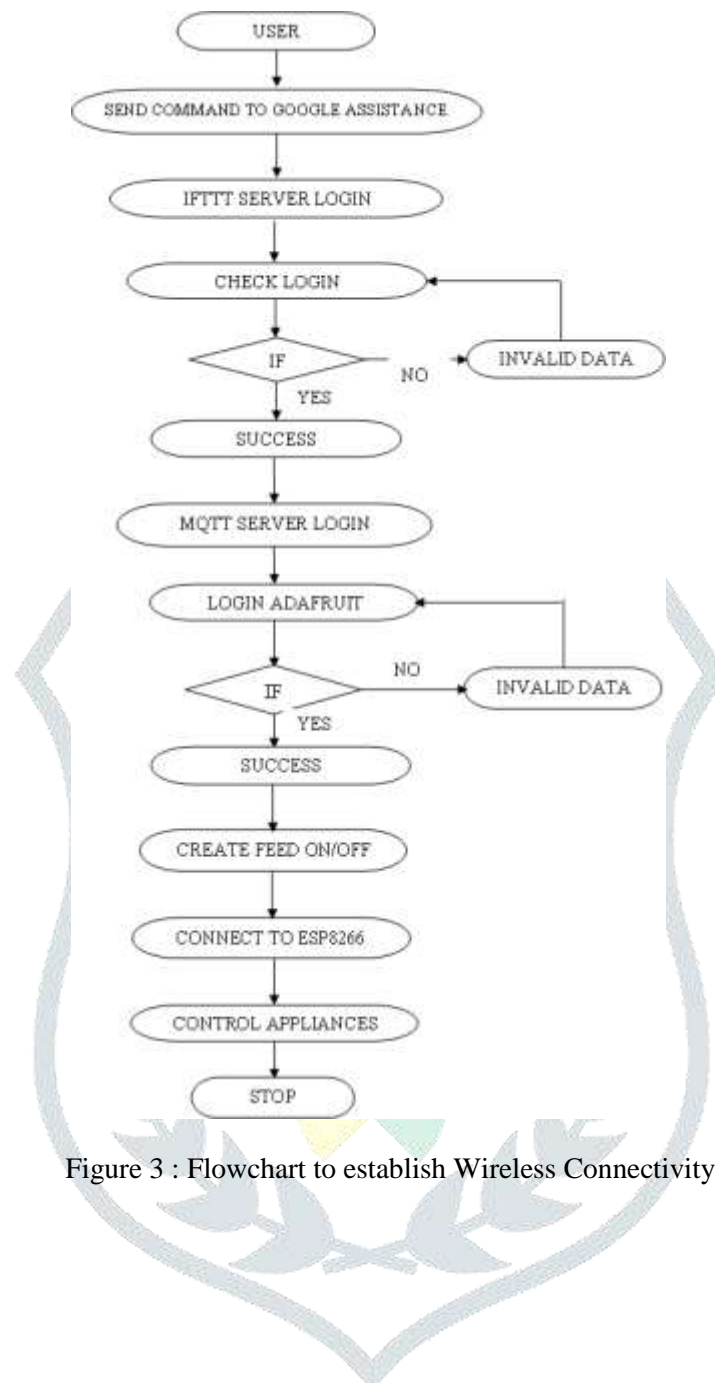 USER
SEND COMMAND TO GOOGLE ASSISTANCE
IFTTT SERVER LOGIN
CHECK LOGIN
IF
NO
INVALID DATA
YES
SUCCESS
MQTT SERVER LOGIN
LOGIN ADAFRUIT
NO
IF
INVALID DATA
YES
SUCCESS
CREATE FEED ON/OFF
CONNECT TO ESP8266
CONTROL APPLIANCES
STOP
Figure 3 : Flowchart to establish Wireless Connectivity